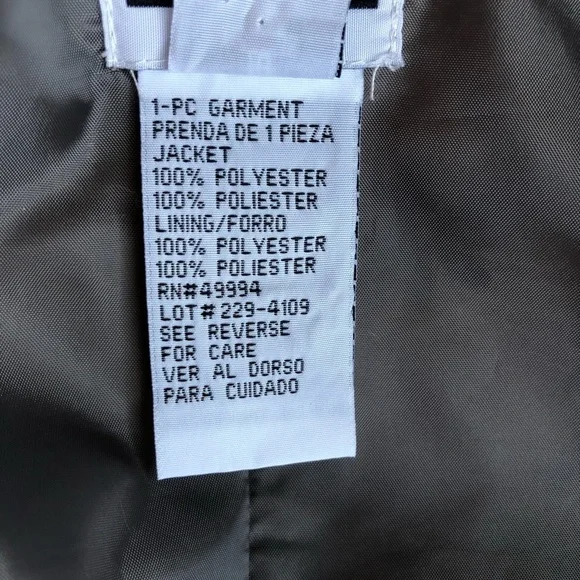 1-PC GARMENT
PRENDA DE 1 PIEZA
JACKET
100% POLYESTER
100% POLIESTER
LINING/FORRO
100% POLYESTER
100% POLIESTER
RN#49994
LOT# 229-4109
SEE REVERSE
FOR CARE
VER AL DORSO
PARA CUIDADO